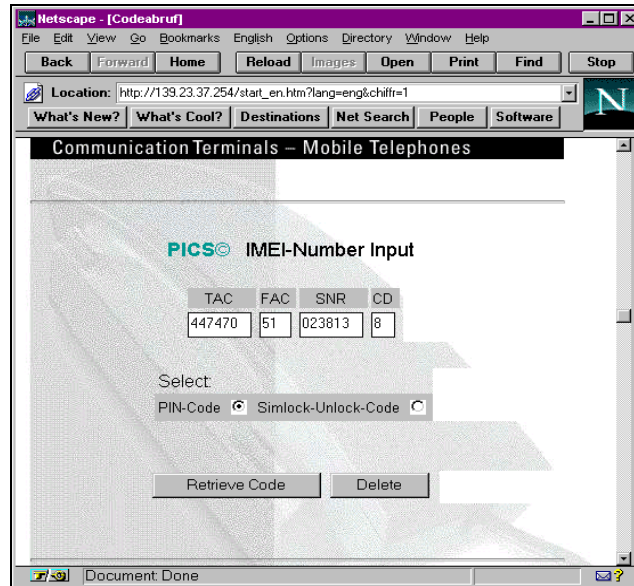 Netscape - [Codeabruf]
File Edit View Go Bookmarks English Options Directory Window Help
Back Forward Home Reload Images Open Print Find Stop
Location: http://139.23.37.254/start_en.htm?lang=eng&chiffr=1
N
What's New? What's Cool? Destinations Net Search People Software
Communication Terminals – Mobile Telephones
PICS© IMEI-Number Input
TAC FAC SNR CD
447470 51 023813 8
Select:
PIN-Code Simlock-Unlock-Code
Retrieve Code Delete
Document: Done